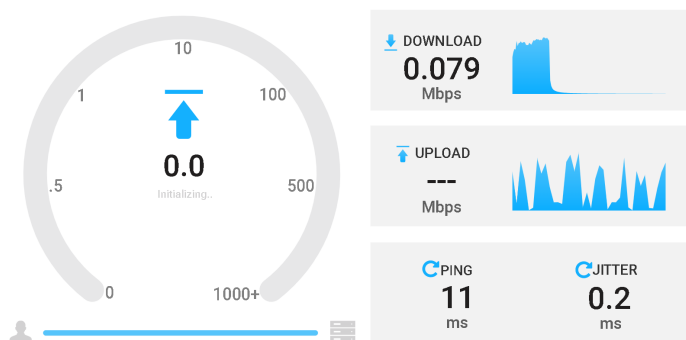 10
1
100
.5
500
0
1000+
0.0
Initializing..
DOWNLOAD
0.079
Mbps
UPLOAD
---
Mbps
PING
11
ms
JITTER
0.2
ms